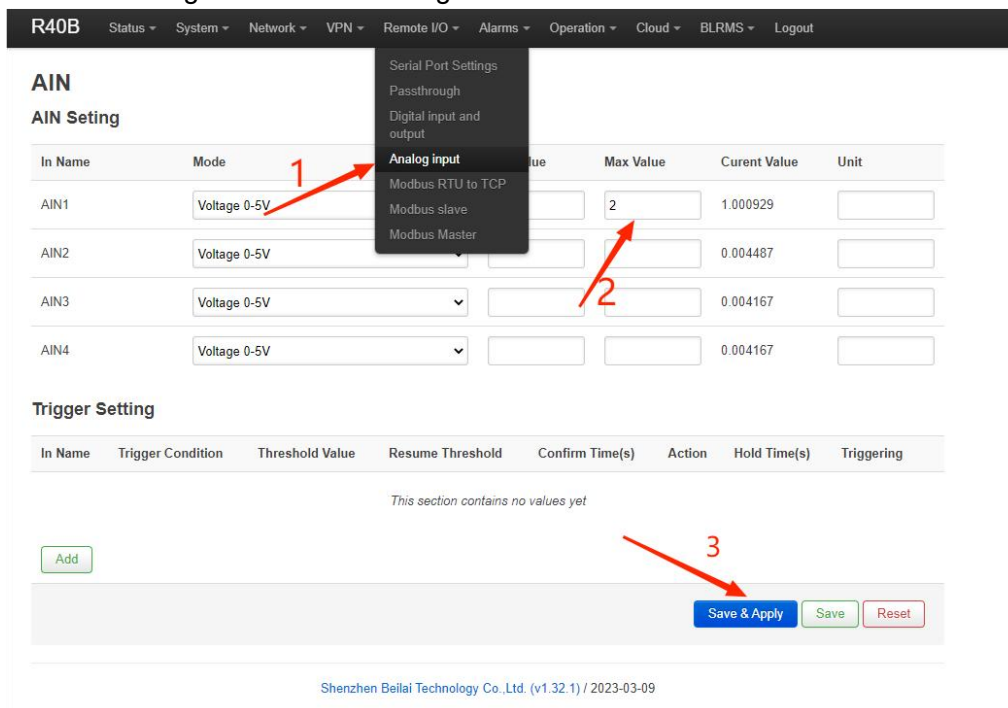 R40B Status System Network VPN Remote I/O Alarms Operation Cloud BLRMS Logout
Serial Port Settings
Passthrough
Digital input and
output
Analog input
Modbus RTU to TCP
Modbus slave
Modbus Master
AIN
AIN Seting
In Name Mode lue Max Value Curent Value Unit
1
AIN1 Voltage 0-5V 2 1.000929
AIN2 Voltage 0-5V 0.004487
2
AIN3 Voltage 0-5V 0.004167
AIN4 Voltage 0-5V 0.004167
Trigger Setting
In Name Trigger Condition Threshold Value Resume Threshold Confirm Time(s) Action Hold Time(s) Triggering
This section contains no values yet
3
Add
Save & Apply Save Reset
Shenzhen Beilai Technology Co.,Ltd. (v1.32.1) / 2023-03-09